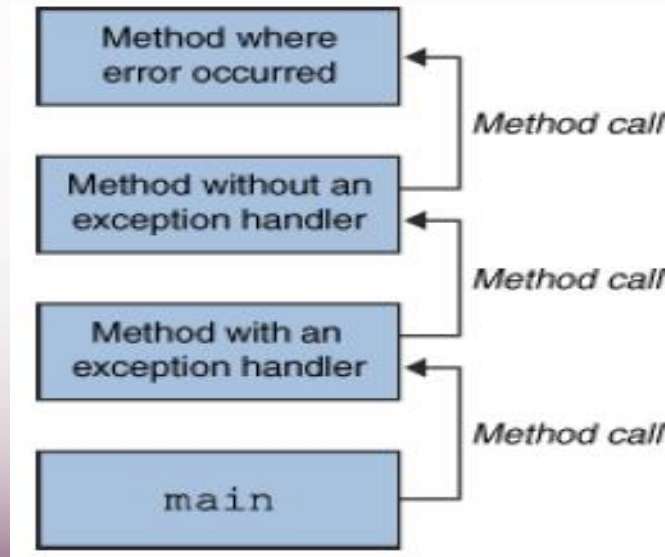 Method where
error occurred
Method call
Method without an
exception handler
Method call
Method with an
exception handler
Method call
main